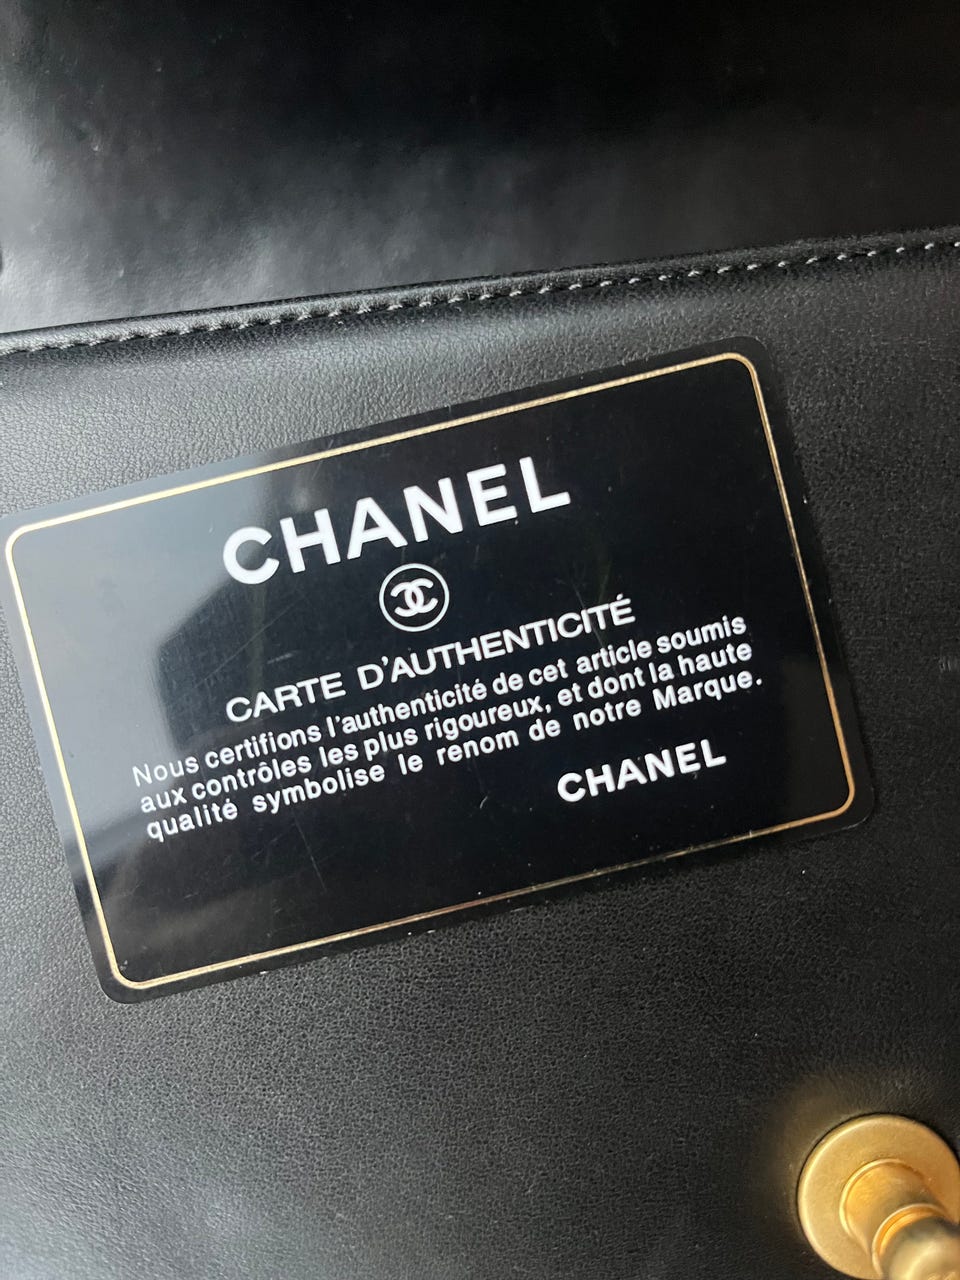 CHANEL
CARTE D'AUTHENTICITÉ
Nous certifions l'authenticité de cet article soumis
aux contrôles les plus rigoureux, et dont la haute
qualité symbolise le renom de notre Marque.
CHANEL